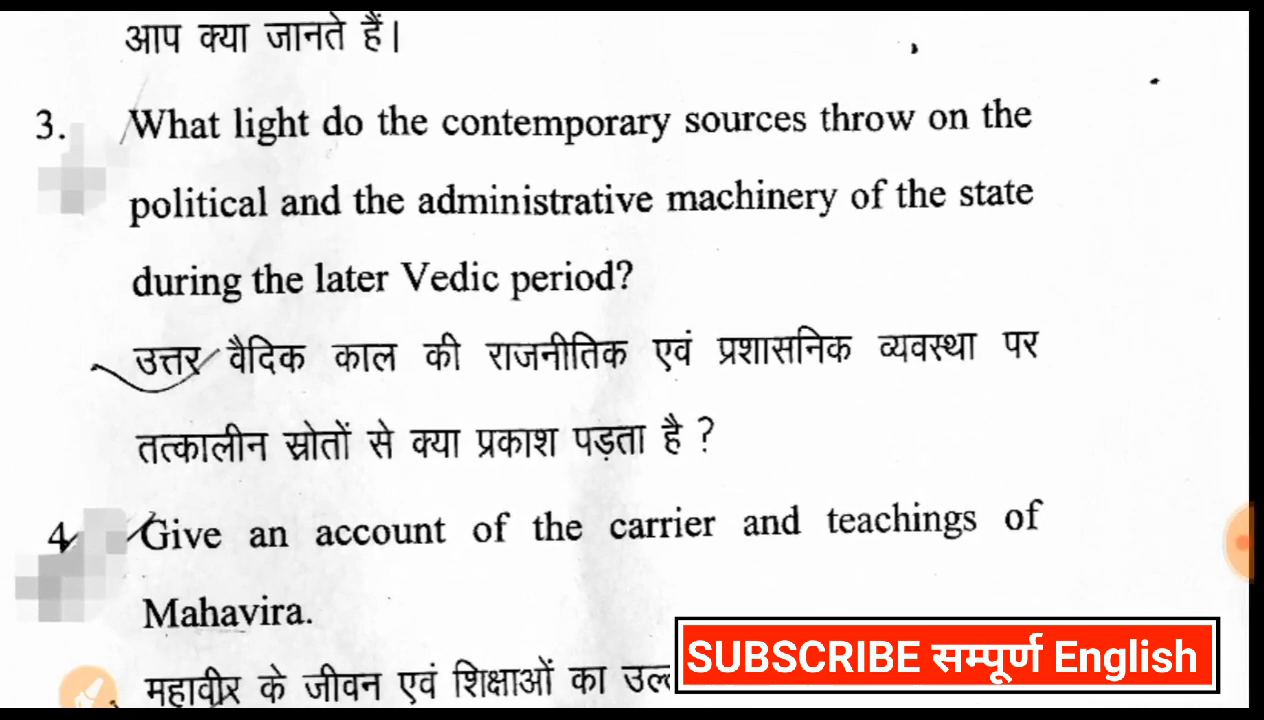 आप क्या जानते हैं।
3. What light do the contemporary sources throw on the
political and the administrative machinery of the state
during the later Vedic period?
उत्तर वैदिक काल की राजनीतिक एवं प्रशासनिक व्यवस्था पर
तत्कालीन स्रोतों से क्या प्रकाश पड़ता है ?
4. Give an account of the carrier and teachings of
Mahavira.
महावीर के जीवन एवं शिक्षाओं का
SUBSCRIBE सम्पूर्ण English